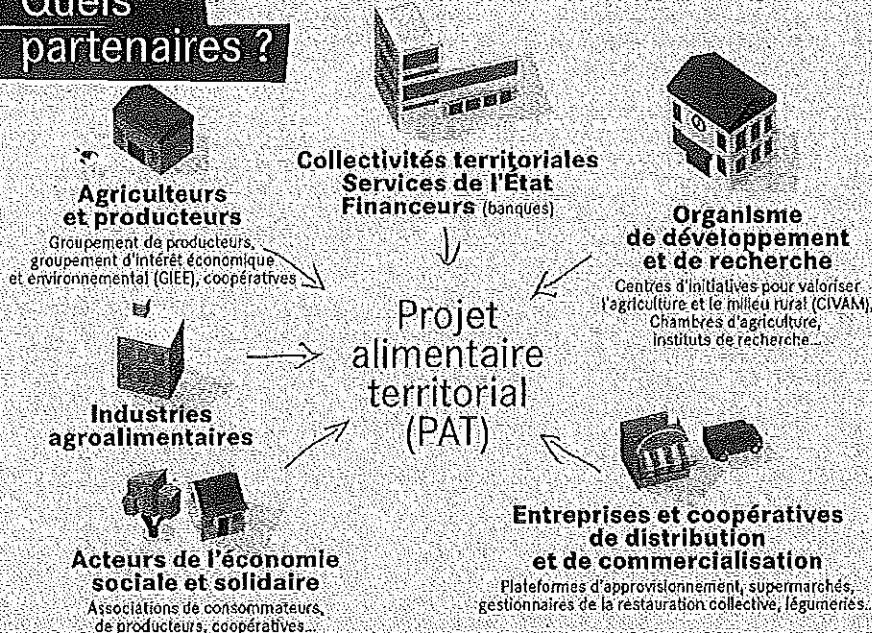 Quels
partenaires ?
Agriculteurs
et producteurs
Groupement de producteurs,
groupement d'intérêt économique
et environnemental (GIEE), coopératives
Collectivités territoriales
Services de l'État
Financeurs (banques)
Organisme
de développement
et de recherche
Centres d'initiatives pour valoriser
l'agriculture et le milieu rural (CIVAM),
Chambres d'agriculture,
instituts de recherche...
Projet
alimentaire
territorial
(PAT)
Industries
agroalimentaires
Acteurs de l'économie
sociale et solidaire
Associations de consommateurs,
de producteurs, coopératives...
Entreprises et coopératives
de distribution
et de commercialisation
Plateformes d'approvisionnement, supermarchés,
gestionnaires de la restauration collective, légumeries...